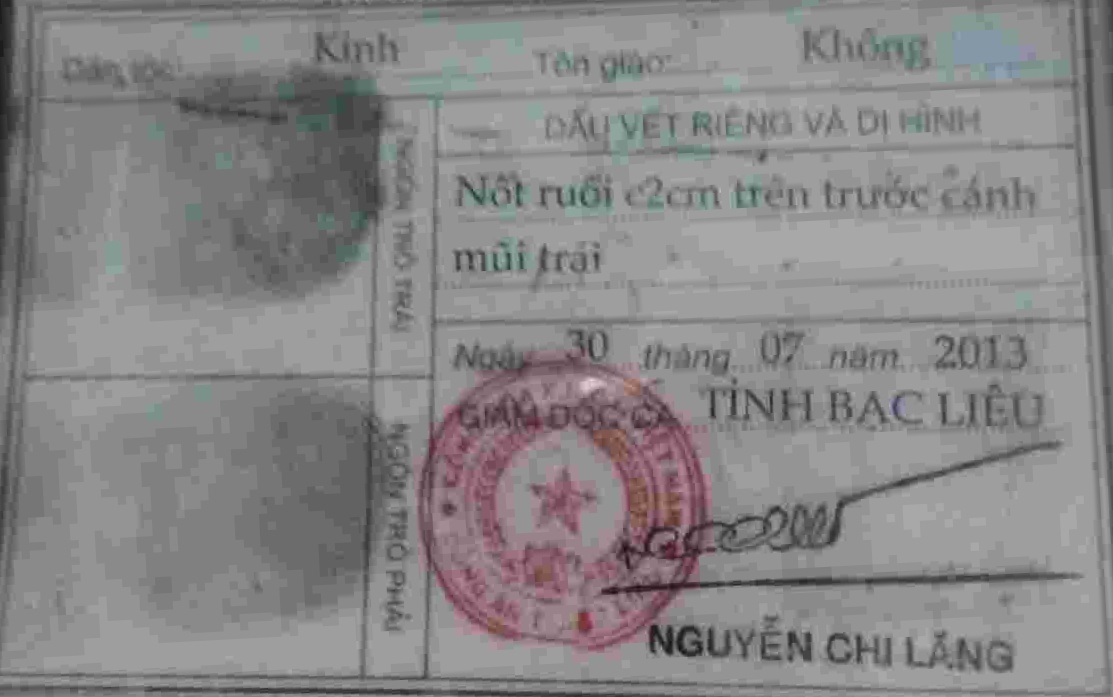 Dân tộc: Kinh Tôn giáo: Không
DẤU VẾT RIÊNG VÀ DỊ HÌNH
Nốt ruồi c2cm trên trước cánh
mũi trái
NGÓN TRỎ TRÁI
Ngày 30 tháng 07 năm 2013
GIÁM ĐỐC CA TỈNH BẠC LIÊU
NGÓN TRỎ PHẢI
NGUYỄN CHI LĂNG